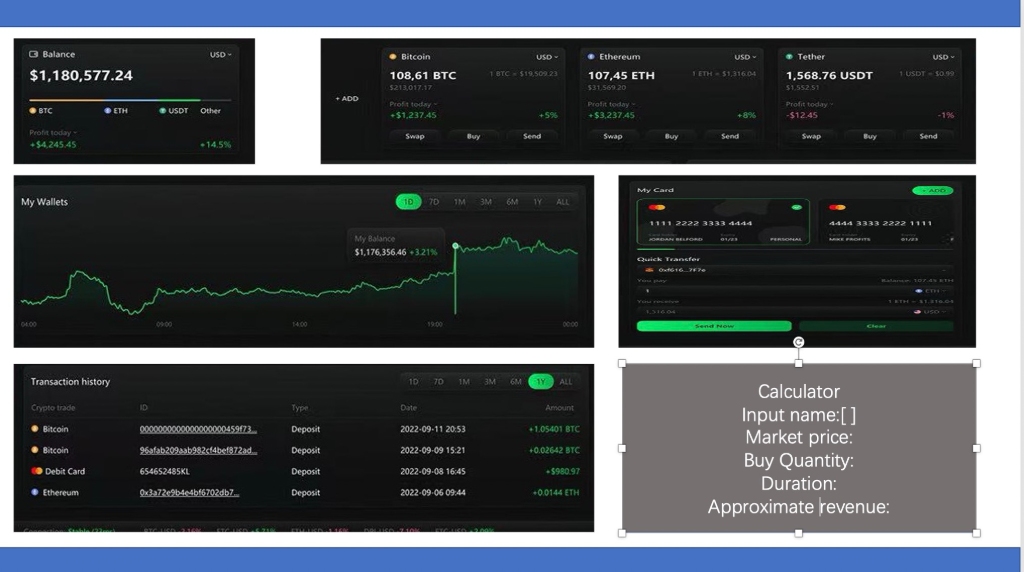 Balance
USD
$1,180,577.24
BTC
ETH
USDT
Other
Profit today
+$4,245.45
+14.5%
+ ADD
Bitcoin
USD
108,61 BTC
1 BTC = $19,509.23
$213,017.17
Profit today
+$1,237.45
+5%
Swap
Buy
Send
Ethereum
USD
107,45 ETH
1 ETH = $1,316.04
$31,569.20
Profit today
+$3,237.45
+8%
Swap
Buy
Send
Tether
USD
1,568.76 USDT
1 USDT = $0.99
$1,552.51
Profit today
-$12.45
-1%
Swap
Buy
Send
My Wallets
1D 7D 1M 3M 6M 1Y ALL
My Balance
$1,176,356.46 +3.21%
04:00 09:00 14:00 19:00 00:00
My Card
+ ADD
1111 2222 3333 4444
JORDAN BELFORD 01/23 PERSONAL
4444 3333 2222 1111
MIKE PROFITS 01/23
Quick Transfer
0xf616...7F7e
You pay
Balance: 107.45 ETH
1
ETH
You receive
1 ETH = $1,316.04
1,316.04
USD
Send Now
Clear
Transaction history
1D 7D 1M 3M 6M 1Y ALL
Crypto trade ID Type Date Amount
Bitcoin 0000000000000000000459f73... Deposit 2022-09-11 20:53 +1.05401 BTC
Bitcoin 96afab209aab982cf4bef872ad... Deposit 2022-09-09 15:21 +0.02642 BTC
Debit Card 654652485KL Deposit 2022-09-08 16:45 +$980.97
Ethereum 0x3a72e9b4e4bf6702db7... Deposit 2022-09-06 09:44 +0.0144 ETH
Calculator
Input name:[ ]
Market price:
Buy Quantity:
Duration:
Approximate revenue: